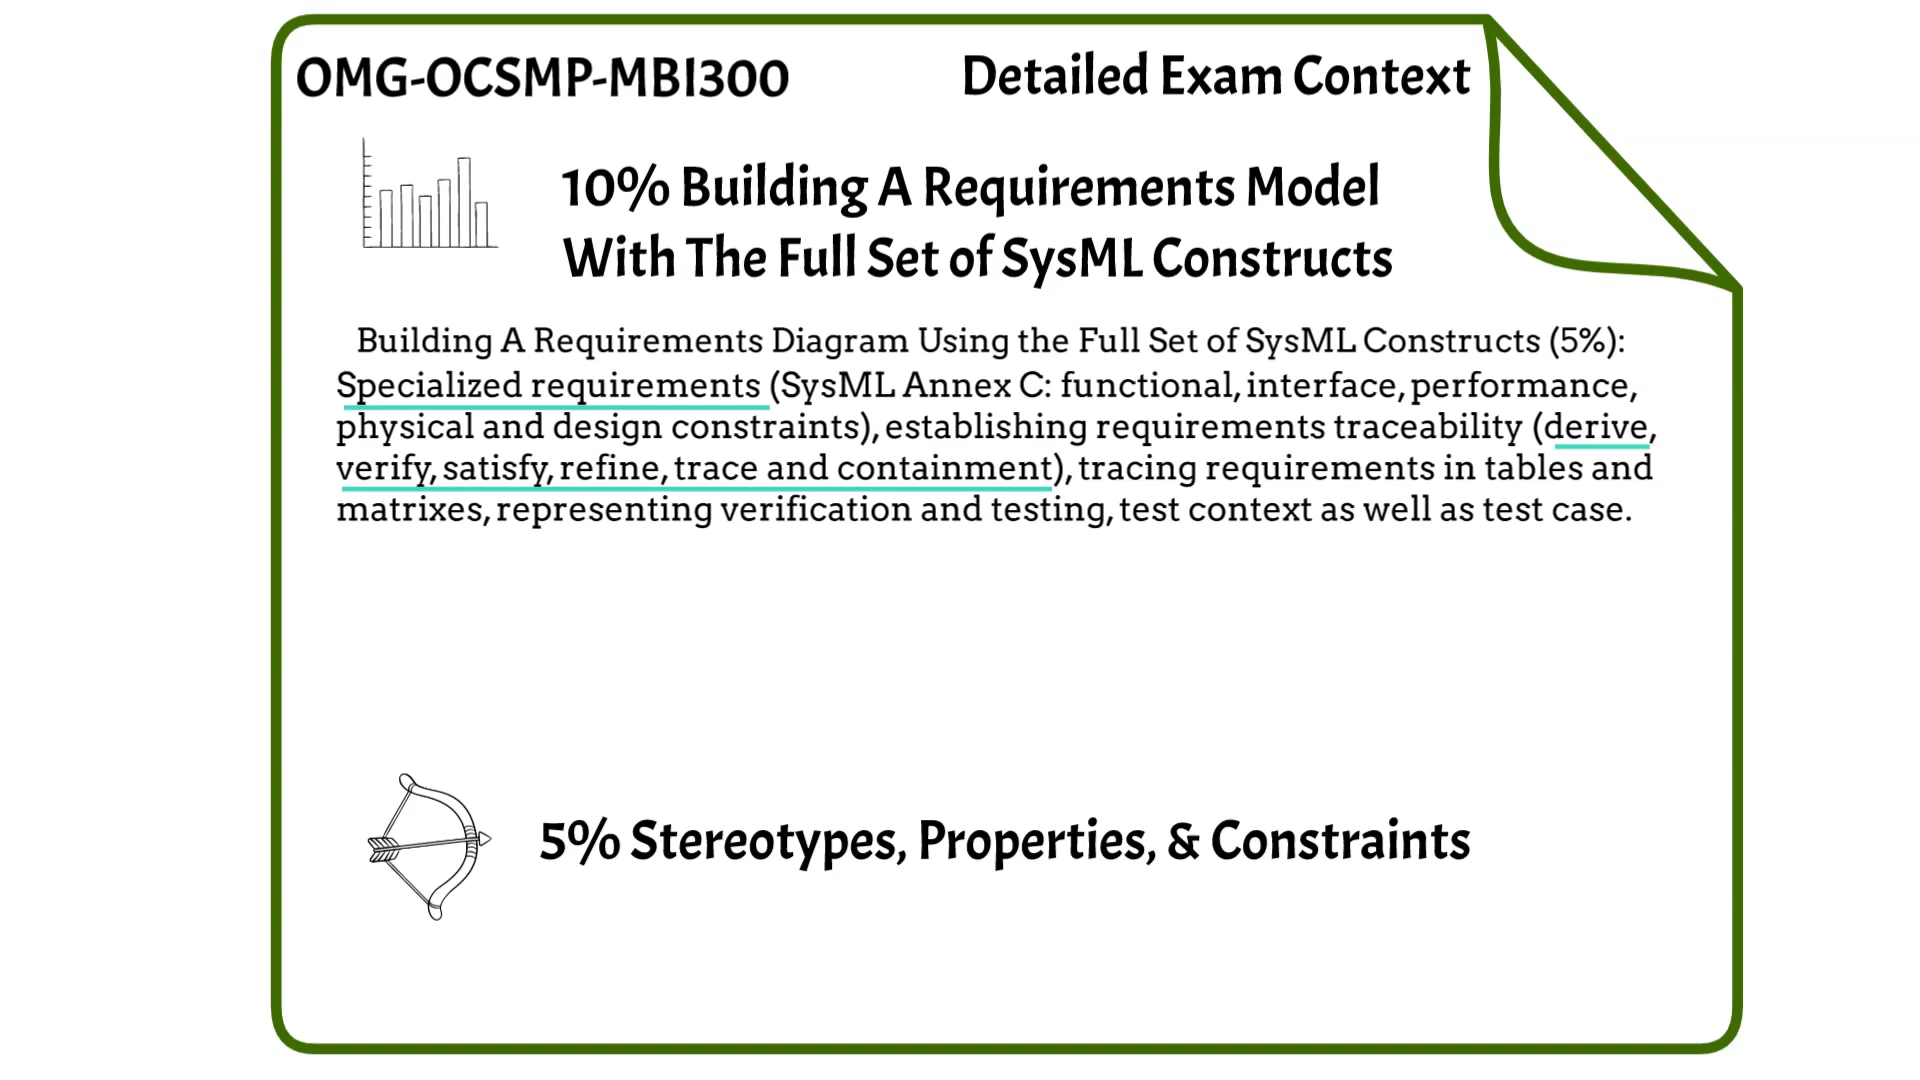 OMG-OCSMP-MBI300
Detailed Exam Context
10% Building A Requirements Model
With The Full Set of SysML Constructs
Building A Requirements Diagram Using the Full Set of SysML Constructs (5%):
Specialized requirements (SysML Annex C: functional, interface, performance,
physical and design constraints), establishing requirements traceability (derive,
verify, satisfy, refine, trace and containment), tracing requirements in tables and
matrixes, representing verification and testing, test context as well as test case.
5% Stereotypes, Properties, & Constraints